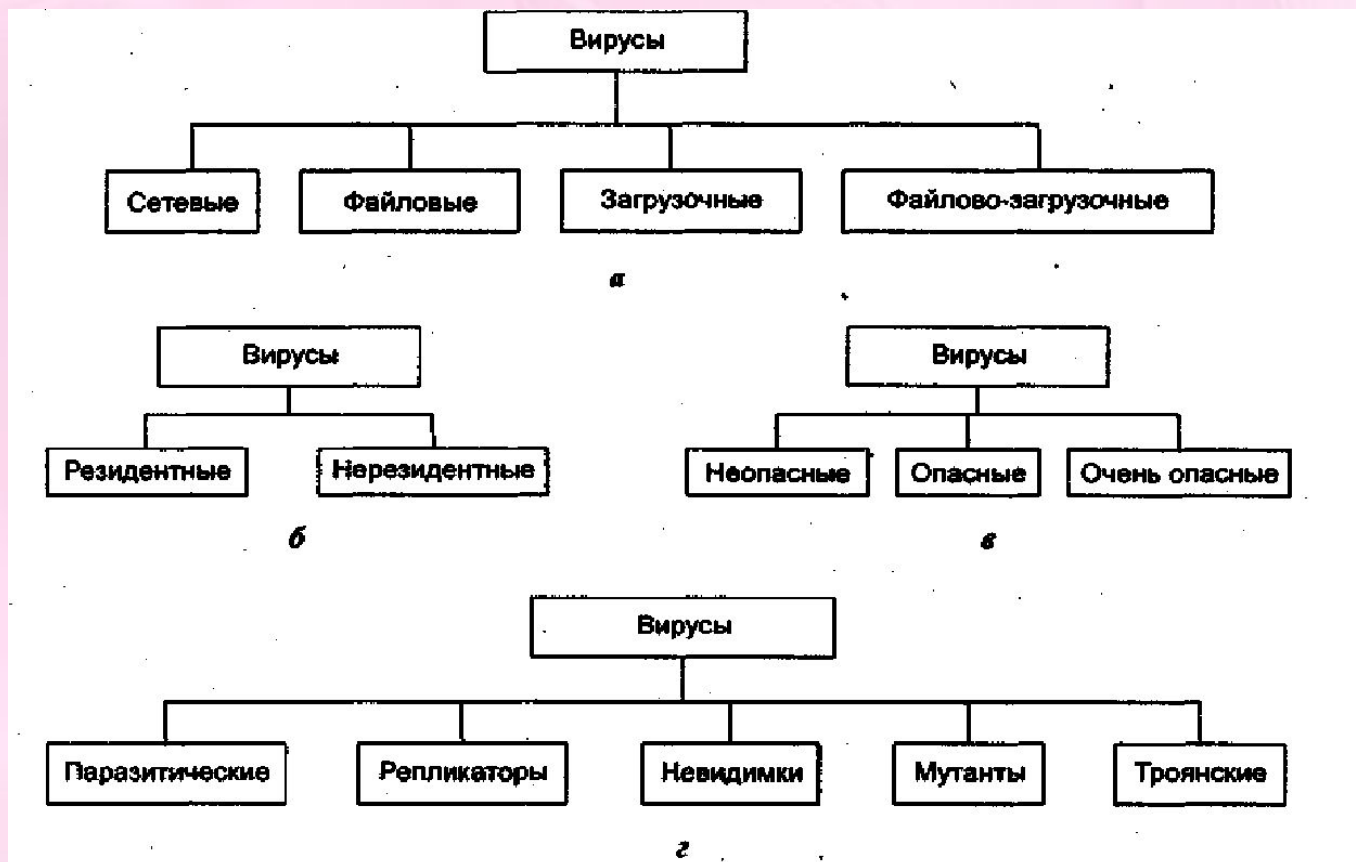 Вирусы
Сетевые Файловые Загрузочные Файлово-загрузочные
а
Вирусы Вирусы
Резидентные Нерезидентные Неопасные Опасные Очень опасные
б в
Вирусы
Паразитические Репликаторы Невидимки Мутанты Троянские
г